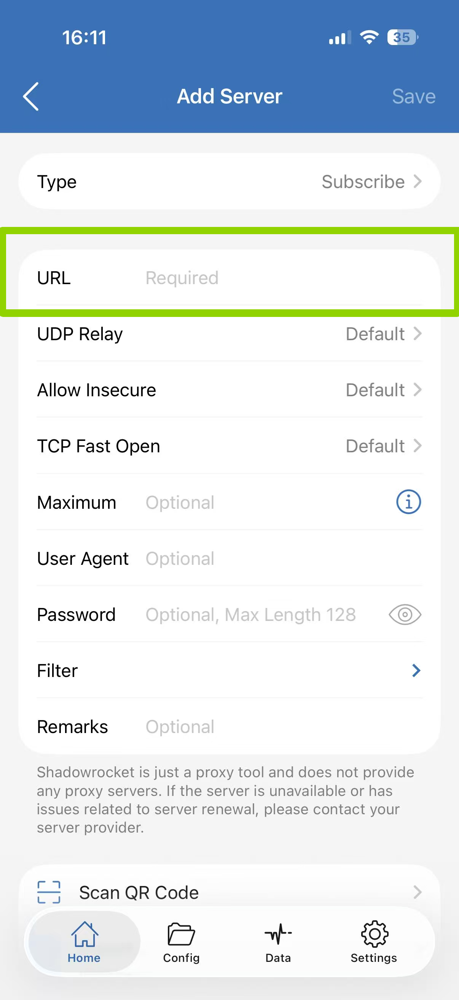 16:11
35
Add Server
Save
Type
Subscribe
URL
Required
UDP Relay
Default
Allow Insecure
Default
TCP Fast Open
Default
Maximum
Optional
User Agent
Optional
Password
Optional, Max Length 128
Filter
Remarks
Optional
Shadowrocket is just a proxy tool and does not provide
any proxy servers. If the server is unavailable or has
issues related to server renewal, please contact your
server provider.
Scan QR Code
Home
Config
Data
Settings